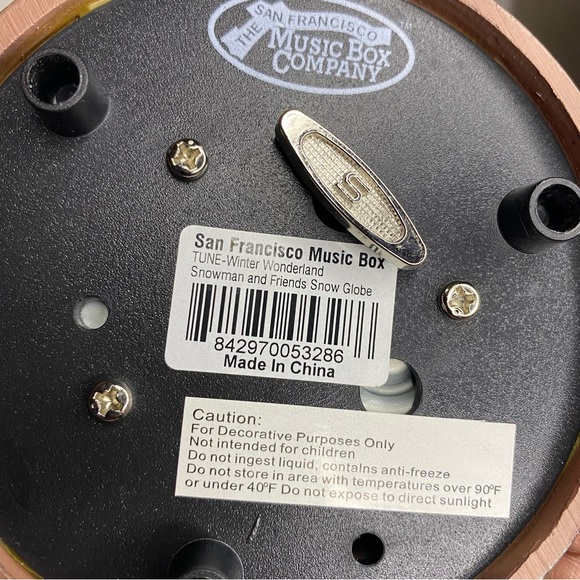 THE SAN FRANCISCO
MUSIC BOX
COMPANY
S
San Francisco Music Box
TUNE-Winter Wonderland
Snowman and Friends Snow Globe
842970053286
Made In China
Caution:
For Decorative Purposes Only
Not intended for children
Do not ingest liquid, contains anti-freeze
Do not store in area with temperatures over 90ºF
or under 40ºF Do not expose to direct sunlight